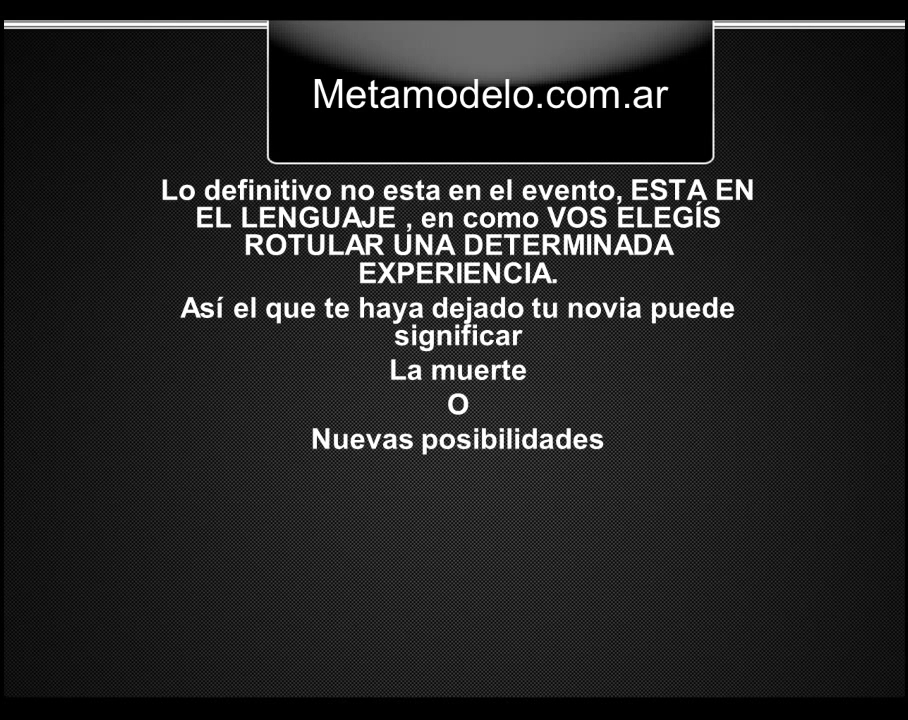 Metamodelo.com.ar
Lo definitivo no esta en el evento, ESTA EN
EL LENGUAJE , en como VOS ELEGÍS
ROTULAR UNA DETERMINADA
EXPERIENCIA.
Así el que te haya dejado tu novia puede
significar
La muerte
O
Nuevas posibilidades